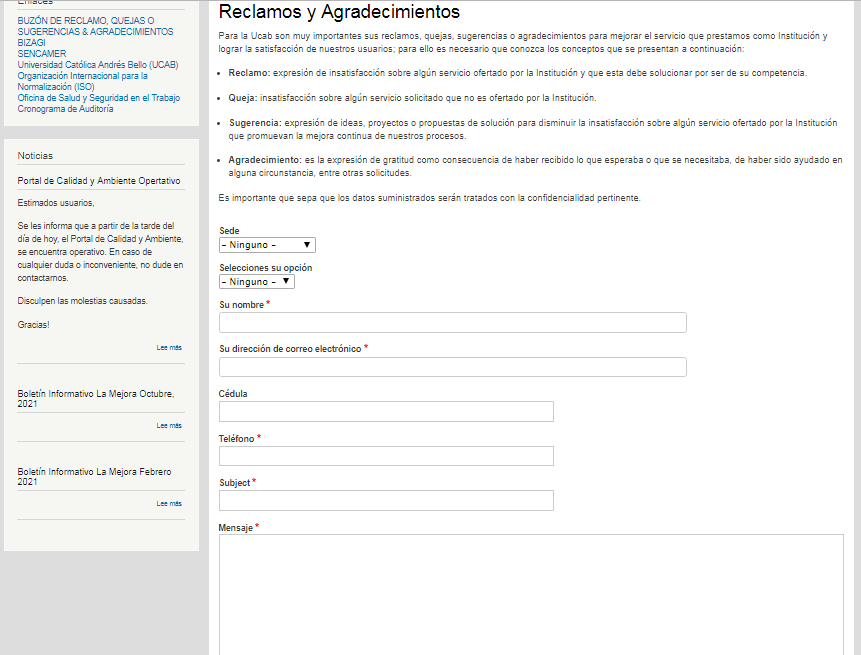 Enlaces
BUZÓN DE RECLAMO, QUEJAS O
SUGERENCIAS & AGRADECIMIENTOS
BIZAGI
SENCAMER
Universidad Católica Andrés Bello (UCAB)
Organización Internacional para la
Normalización (ISO)
Oficina de Salud y Seguridad en el Trabajo
Cronograma de Auditoría
Noticias
Portal de Calidad y Ambiente Opertativo
Estimados usuarios,
Se les informa que a partir de la tarde del
día de hoy, el Portal de Calidad y Ambiente,
se encuentra operativo. En caso de
cualquier duda o inconveniente, no dude en
contactarnos.
Disculpen las molestias causadas.
Gracias!
Lee más
Boletín Informativo La Mejora Octubre,
2021
Lee más
Boletín Informativo La Mejora Febrero
2021
Lee más
Reclamos y Agradecimientos
Para la Ucab son muy importantes sus reclamos, quejas, sugerencias o agradecimientos para mejorar el servicio que prestamos como Institución y
lograr la satisfacción de nuestros usuarios; para ello es necesario que conozca los conceptos que se presentan a continuación:
• Reclamo: expresión de insatisfacción sobre algún servicio ofertado por la Institución y que esta debe solucionar por ser de su competencia.
• Queja: insatisfacción sobre algún servicio solicitado que no es ofertado por la Institución.
• Sugerencia: expresión de ideas, proyectos o propuestas de solución para disminuir la insatisfacción sobre algún servicio ofertado por la Institución
que promuevan la mejora continua de nuestros procesos.
• Agradecimiento: es la expresión de gratitud como consecuencia de haber recibido lo que esperaba o que se necesitaba, de haber sido ayudado en
alguna circunstancia, entre otras solicitudes.
Es importante que sepa que los datos suministrados serán tratados con la confidencialidad pertinente.
Sede
- Ninguno -
Selecciones su opción
- Ninguno -
Su nombre *
Su dirección de correo electrónico *
Cédula
Teléfono *
Subject *
Mensaje *